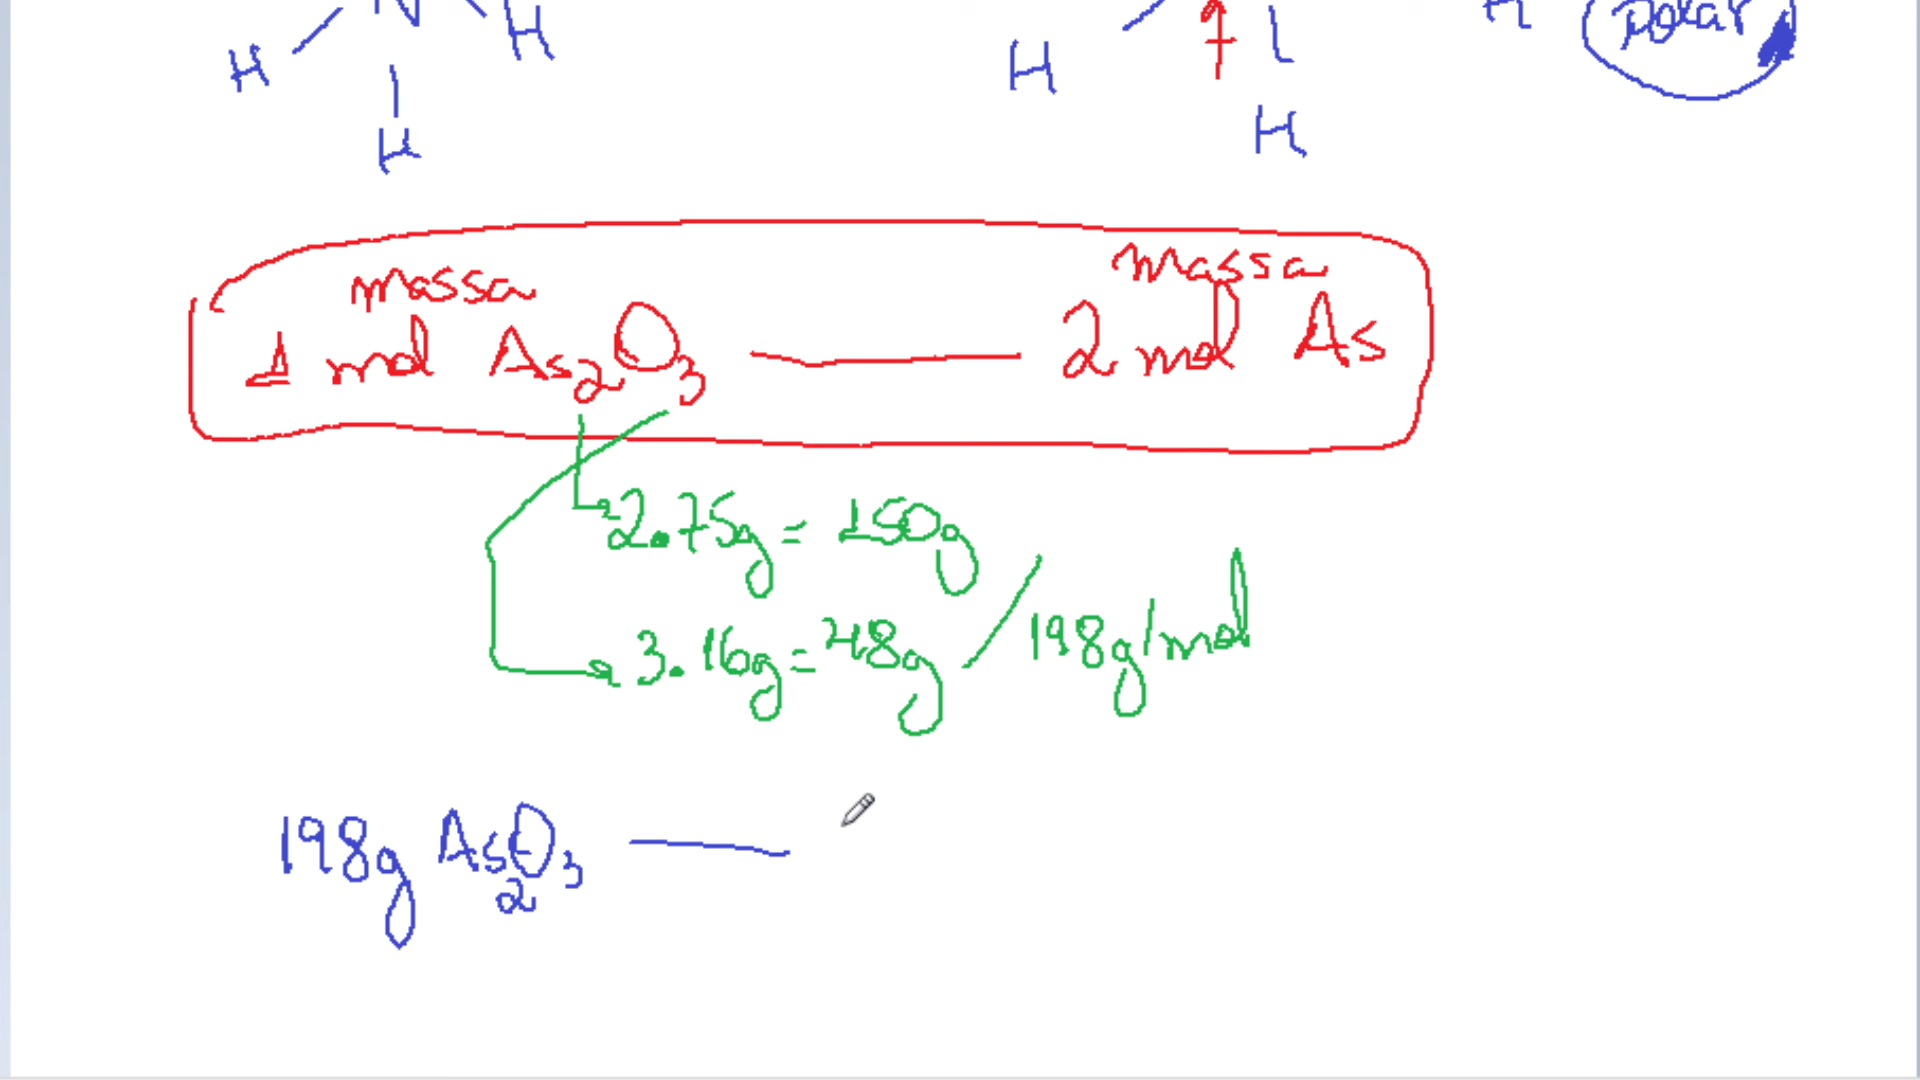 N H H polar
H H
H H
massa massa
1 mol As2O3 —— 2 mol As
2.75g = 150g
3.16g = 48g / 198g/mol
198g As2O3 ——